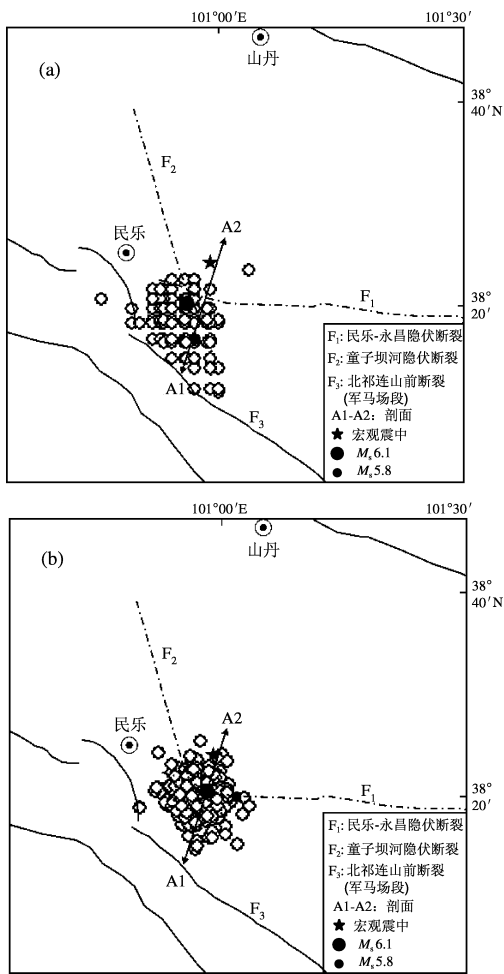 101°00′E
101°30′
(a)
山丹
38°
40′N
F₂
A2
民乐
F₁
38°
20′
A1
F₃
F₁: 民乐-永昌隐伏断裂
F₂: 童子坝河隐伏断裂
F₃: 北祁连山前断裂
(军马场段)
A1-A2: 剖面
宏观震中
Mₛ6.1
Mₛ5.8
101°00′E
101°30′
(b)
山丹
38°
40′N
F₂
A2
民乐
F₁
38°
20′
A1
F₃
F₁: 民乐-永昌隐伏断裂
F₂: 童子坝河隐伏断裂
F₃: 北祁连山前断裂
(军马场段)
A1-A2: 剖面
宏观震中
Mₛ6.1
Mₛ5.8